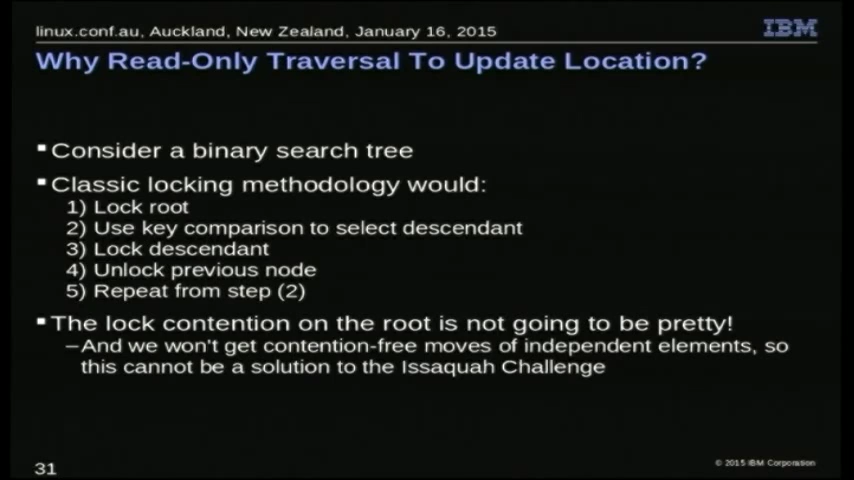 linux.conf.au, Auckland, New Zealand, January 16, 2015
IBM
Why Read-Only Traversal To Update Location?
Consider a binary search tree
Classic locking methodology would:
1) Lock root
2) Use key comparison to select descendant
3) Lock descendant
4) Unlock previous node
5) Repeat from step (2)
The lock contention on the root is not going to be pretty!
–And we won't get contention-free moves of independent elements, so
this cannot be a solution to the Issaquah Challenge
31
© 2015 IBM Corporation